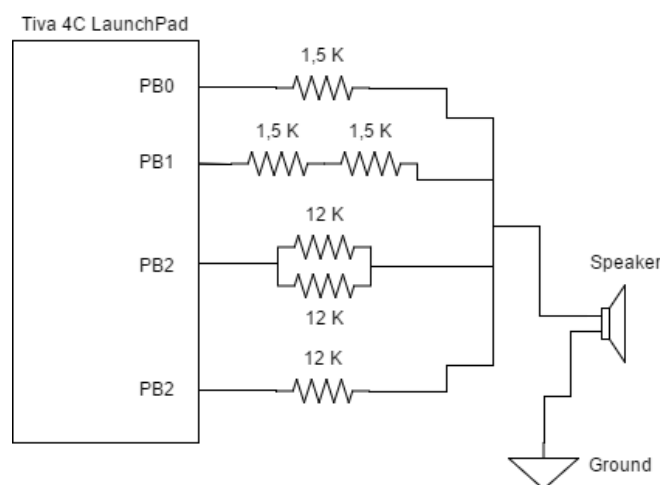 Tiva 4C LaunchPad
1,5 K
PB0
1,5 K 1,5 K
PB1
12 K
PB2
12 K
Speaker
12 K
PB2
Ground